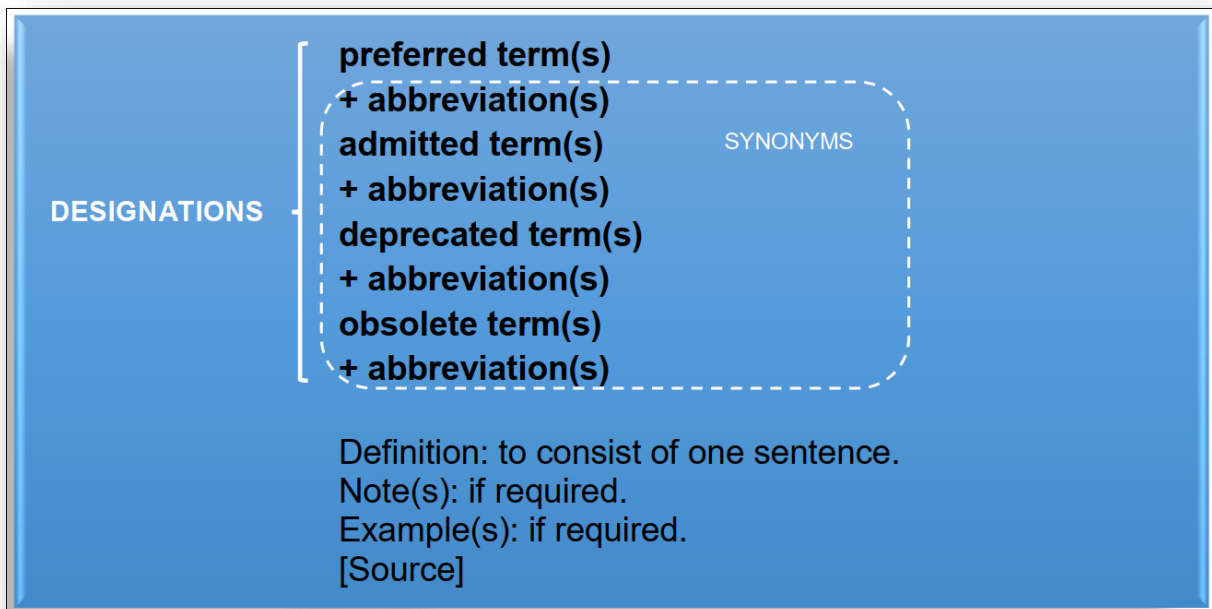 preferred term(s)
+ abbreviation(s)
admitted term(s)
SYNONYMS
+ abbreviation(s)
DESIGNATIONS
deprecated term(s)
+ abbreviation(s)
obsolete term(s)
+ abbreviation(s)
Definition: to consist of one sentence.
Note(s): if required.
Example(s): if required.
[Source]